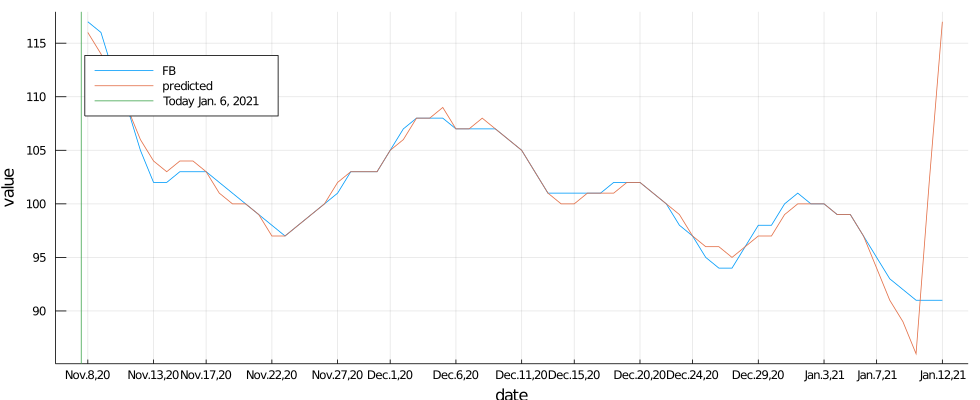 115
110
105
100
95
90
value
FB
predicted
Today Jan. 6, 2021
Nov.8,20 Nov.13,20 Nov.17,20 Nov.22,20 Nov.27,20 Dec.1,20 Dec.6,20 Dec.11,20 Dec.15,20 Dec.20,20 Dec.24,20 Dec.29,20 Jan.3,21 Jan.7,21 Jan.12,21
date